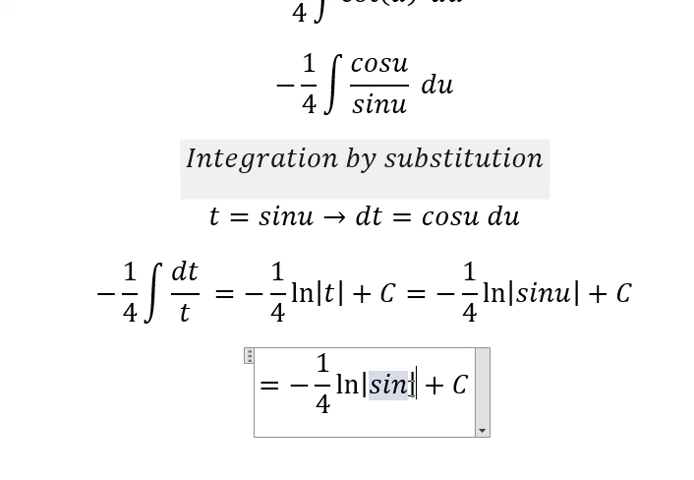 4
-1/4 ∫ cosu/sinu du
Integration by substitution
t = sinu → dt = cosu du
-1/4 ∫ dt/t = -1/4 ln|t| + C = -1/4 ln|sinu| + C
= -1/4 ln|sin| + C